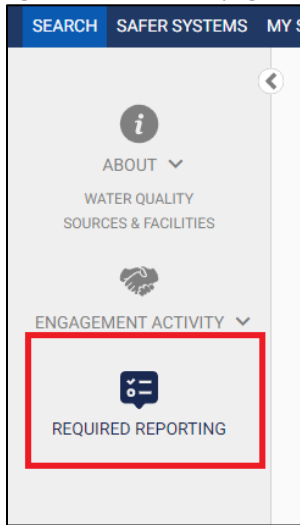 SEARCH SAFER SYSTEMS MY
ABOUT
WATER QUALITY
SOURCES & FACILITIES
ENGAGEMENT ACTIVITY
REQUIRED REPORTING